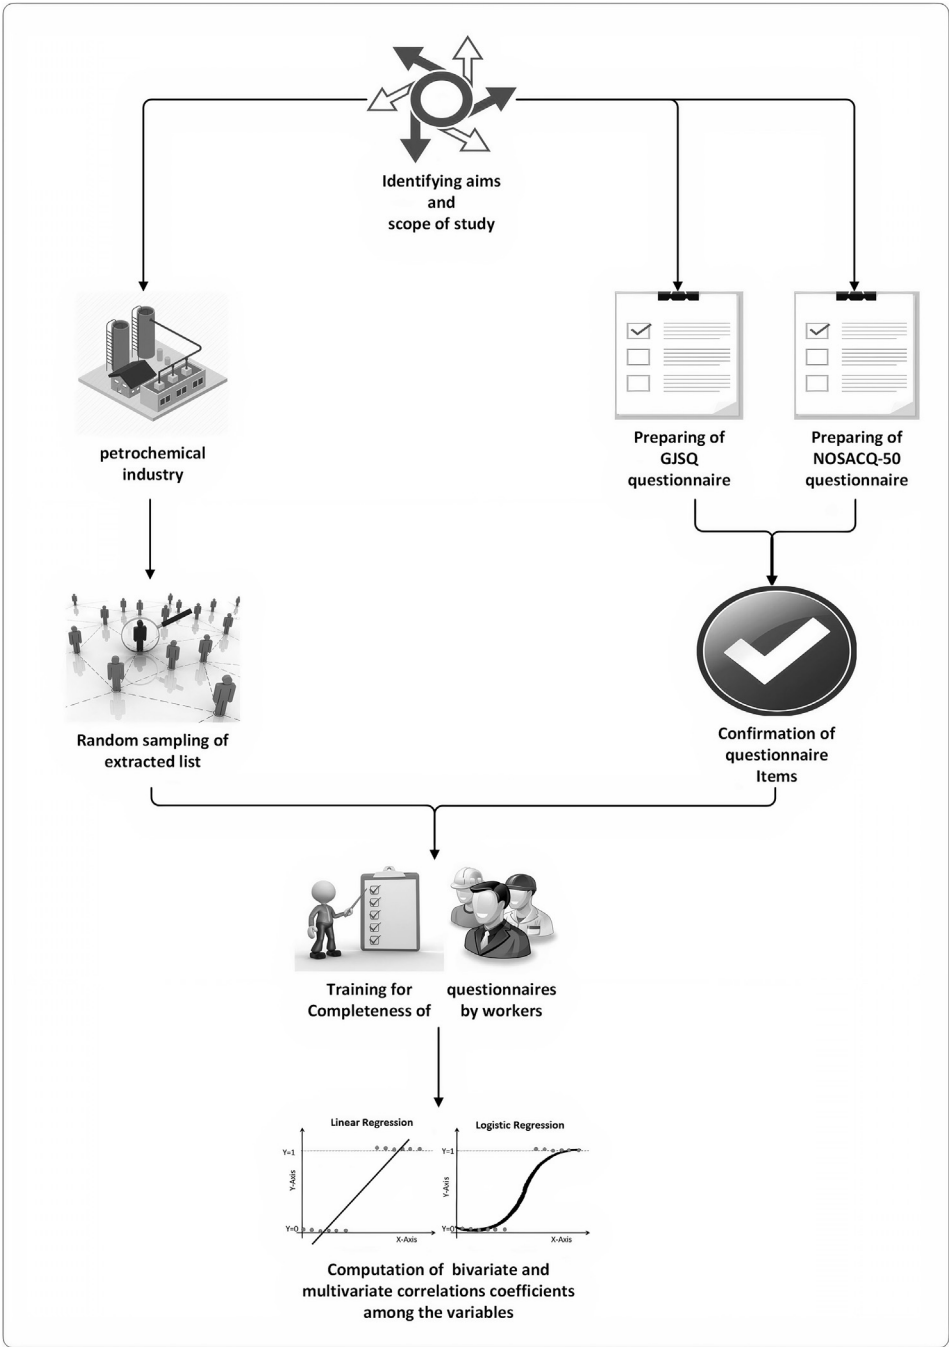 Identifying aims
and
scope of study
petrochemical
industry
Preparing of
GJSQ
questionnaire
Preparing of
NOSACQ-50
questionnaire
Random sampling of
extracted list
Confirmation of
questionnaire
Items
Training for
Completeness of
questionnaires
by workers
Linear Regression
Y=1
Y-Axis
Y=0
X-Axis
Logistic Regression
Y=1
Y-Axis
Y=0
X-Axis
Computation of bivariate and
multivariate correlations coefficients
among the variables